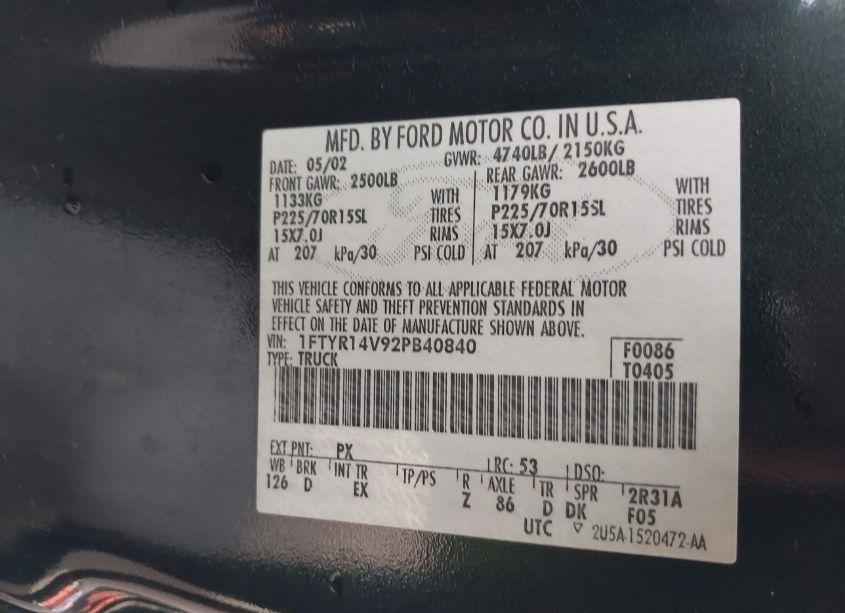 MFD. BY FORD MOTOR CO. IN U.S.A.
DATE: 05/02 GVWR: 4740LB/ 2150KG
FRONT GAWR: 2500LB REAR GAWR: 2600LB
1133KG WITH 1179KG WITH
P225/70R15SL TIRES P225/70R15SL TIRES
15X7.0J RIMS 15X7.0J RIMS
AT 207 kPa/30 PSI COLD AT 207 kPa/30 PSI COLD
THIS VEHICLE CONFORMS TO ALL APPLICABLE FEDERAL MOTOR
VEHICLE SAFETY AND THEFT PREVENTION STANDARDS IN
EFFECT ON THE DATE OF MANUFACTURE SHOWN ABOVE.
VIN: 1FTYR14V92PB40840 F0086
TYPE: TRUCK T0405
EXT PNT: PX RC: 53 DSO:
WB BRK INT TR TP/PS R AXLE TR SPR 2R31A
126 D EX Z 86 D DK F05
UTC ▽ 2U5A-1520472-AA